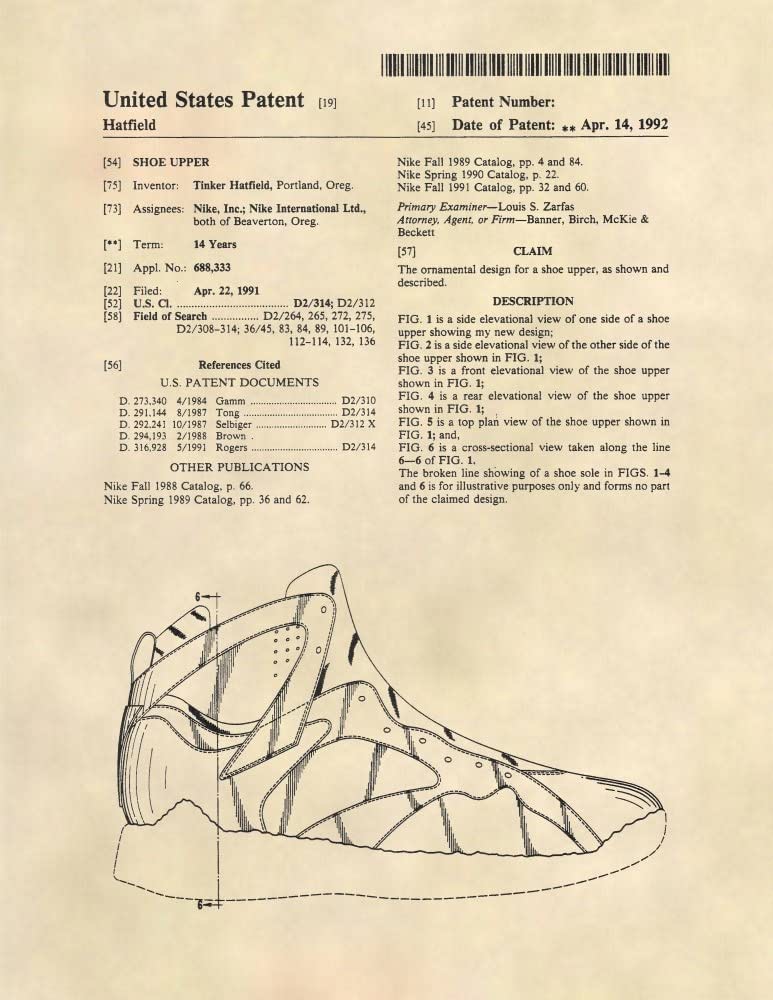 United States Patent [19]
Hatfield
[11] Patent Number:
[45] Date of Patent: ** Apr. 14, 1992
[54] SHOE UPPER
[75] Inventor: Tinker Hatfield, Portland, Oreg.
[73] Assignees: Nike, Inc.; Nike International Ltd.,
both of Beaverton, Oreg.
[**] Term: 14 Years
[21] Appl. No.: 688,333
[22] Filed: Apr. 22, 1991
[52] U.S. Cl. .................................... D2/314; D2/312
[58] Field of Search ............... D2/264, 265, 272, 275,
D2/308-314; 36/45, 83, 84, 89, 101-106,
112-114, 132, 136
[56] References Cited
U.S. PATENT DOCUMENTS
D. 273,340 4/1984 Gamm ............................... D2/310
D. 291,144 8/1987 Tong ................................. D2/314
D. 292,241 10/1987 Selbiger .......................... D2/312 X
D. 294,193 2/1988 Brown .
D. 316,928 5/1991 Rogers ............................... D2/314
OTHER PUBLICATIONS
Nike Fall 1988 Catalog, p. 66.
Nike Spring 1989 Catalog, pp. 36 and 62.
Nike Fall 1989 Catalog, pp. 4 and 84.
Nike Spring 1990 Catalog, p. 22.
Nike Fall 1991 Catalog, pp. 32 and 60.
Primary Examiner—Louis S. Zarfas
Attorney, Agent, or Firm—Banner, Birch, McKie &
Beckett
[57] CLAIM
The ornamental design for a shoe upper, as shown and
described.
DESCRIPTION
FIG. 1 is a side elevational view of one side of a shoe
upper showing my new design;
FIG. 2 is a side elevational view of the other side of the
shoe upper shown in FIG. 1;
FIG. 3 is a front elevational view of the shoe upper
shown in FIG. 1;
FIG. 4 is a rear elevational view of the shoe upper
shown in FIG. 1;
FIG. 5 is a top plan view of the shoe upper shown in
FIG. 1; and,
FIG. 6 is a cross-sectional view taken along the line
6—6 of FIG. 1.
The broken line showing of a shoe sole in FIGS. 1-4
and 6 is for illustrative purposes only and forms no part
of the claimed design.
6
6